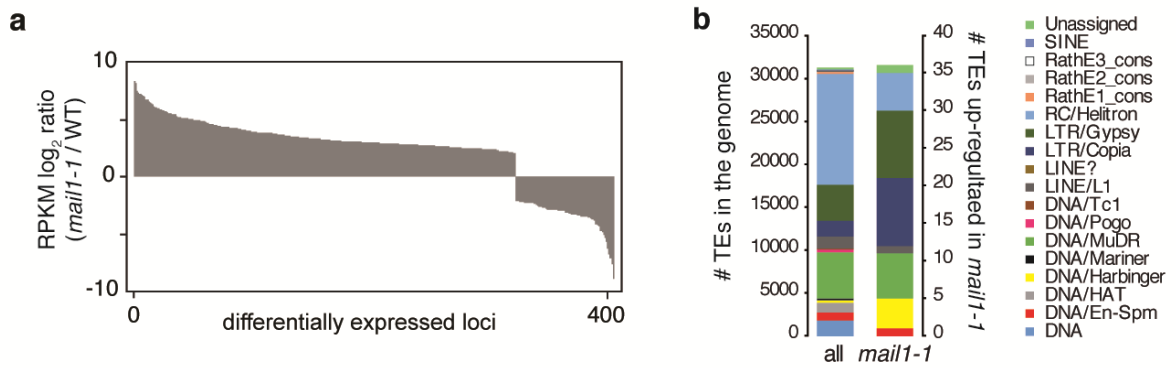 a
RPKM log2 ratio
(mail1-1 / WT)
10
0
-10
0
400
differentially expressed loci
b
# TEs in the genome
35000
30000
25000
20000
15000
10000
5000
0
all
mail1-1
40
35
30
25
20
15
10
5
0
# TEs up-regultaed in mail1-1
Unassigned
SINE
RathE3_cons
RathE2_cons
RathE1_cons
RC/Helitron
LTR/Gypsy
LTR/Copia
LINE?
LINE/L1
DNA/Tc1
DNA/Pogo
DNA/MuDR
DNA/Mariner
DNA/Harbinger
DNA/HAT
DNA/En-Spm
DNA